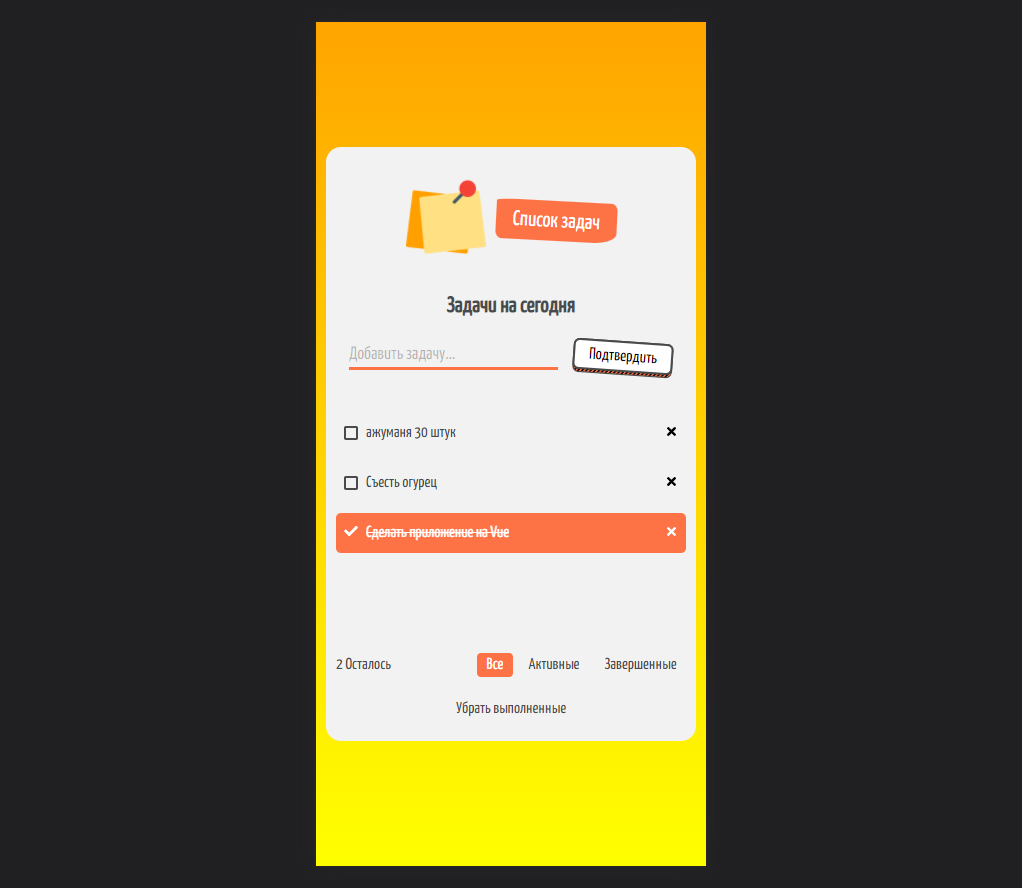 Список задач
Задачи на сегодня
Добавить задачу...
Подтвердить
ажуманя 30 штук
Съесть огурец
Сделать приложение на Vue
2 Осталось Все Активные Завершенные
Убрать выполненные